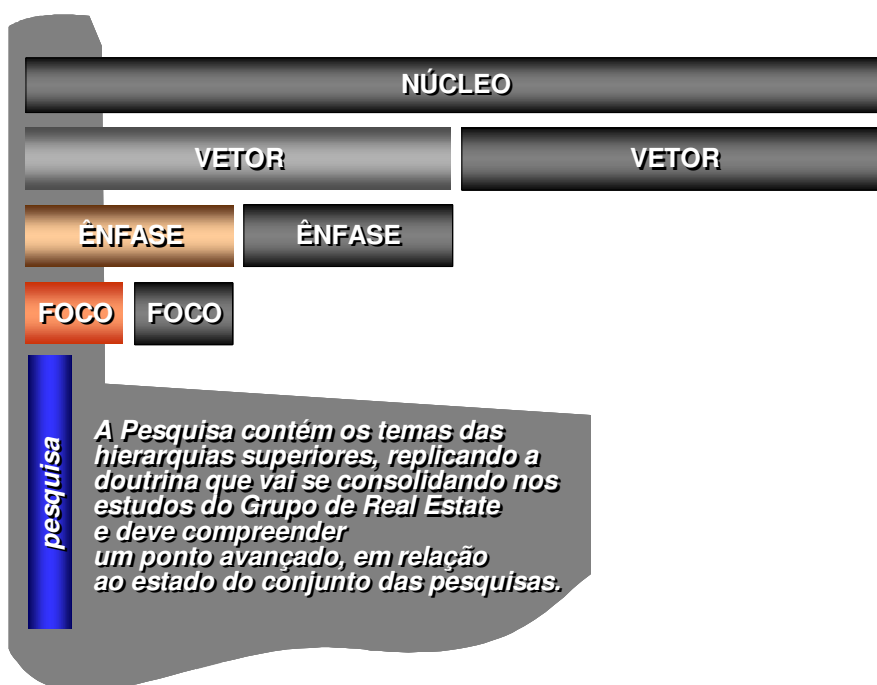 NÚCLEO
VETOR
VETOR
ÊNFASE
ÊNFASE
FOCO
FOCO
pesquisa
A Pesquisa contém os temas das
hierarquias superiores, replicando a
doutrina que vai se consolidando nos
estudos do Grupo de Real Estate
e deve compreender
um ponto avançado, em relação
ao estado do conjunto das pesquisas.